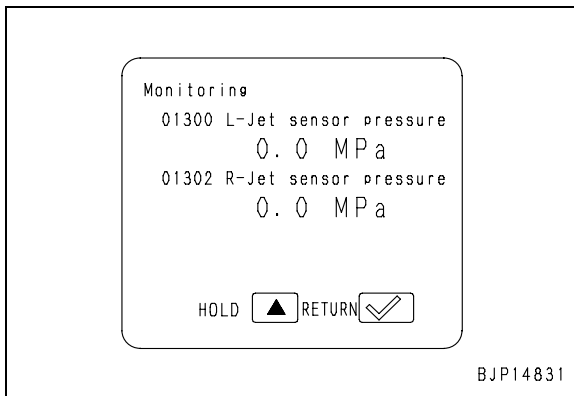 Monitoring
01300 L-Jet sensor pressure
0.0 MPa
01302 R-Jet sensor pressure
0.0 MPa
HOLD ▲ RETURN
BJP14831